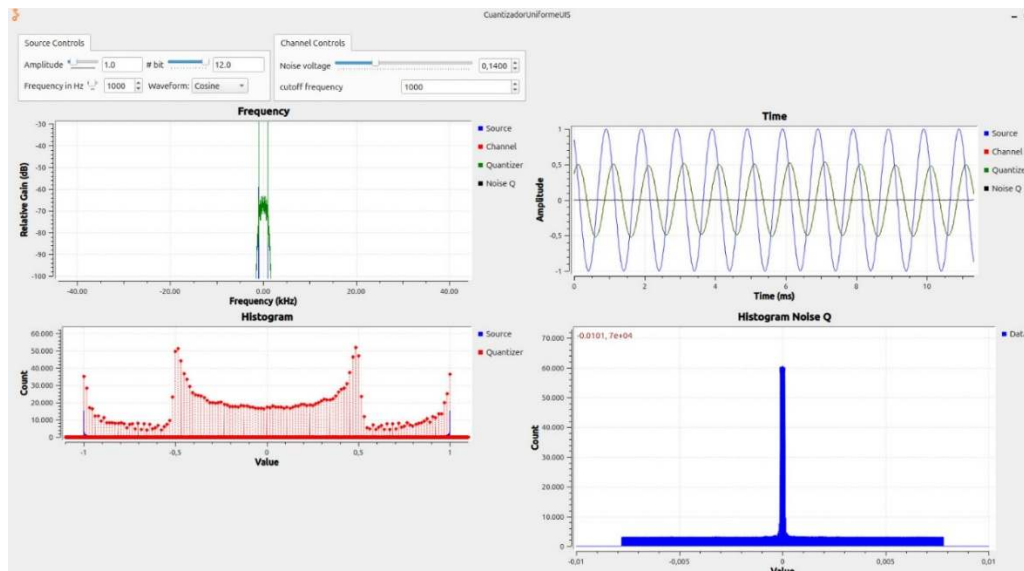 CuantizadorUniformeUIS
Source Controls
Amplitude 1.0 # bit 12.0
Frequency in Hz 1000 Waveform: Cosine
Channel Controls
Noise voltage 0,1400
cutoff frequency 1000
Frequency
-30
-40
-50
-60
-70
-80
-90
-100
Relative Gain (dB)
-40.00 -20.00 0.00 20.00 40.00
Frequency (kHz)
Source
Channel
Quantizer
Noise Q
Time
1
0,5
0
-0,5
-1
Amplitude
0 2 4 6 8 10
Time (ms)
Source
Channel
Quantize
Noise Q
Histogram
60.000
50.000
40.000
30.000
20.000
10.000
0
Count
-1 -0,5 0 0,5 1
Value
Source
Quantizer
Histogram Noise Q
-0.0101, 7e+04
70.000
60.000
50.000
40.000
30.000
20.000
10.000
0
Count
-0,01 -0,005 0 0,005 0,01
Value
Data